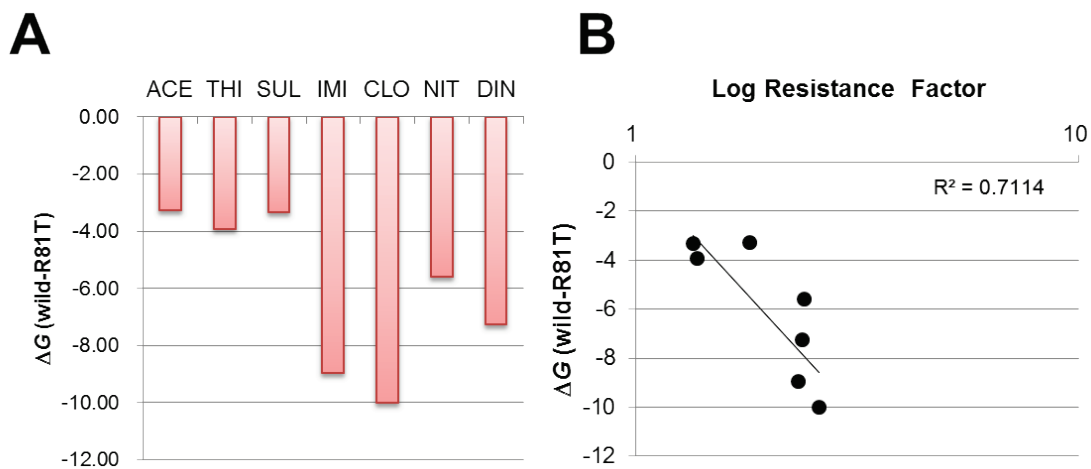 A
ACE THI SUL IMI CLO NIT DIN
0.00
-2.00
-4.00
-6.00
-8.00
-10.00
-12.00
ΔG (wild-R81T)
B
Log Resistance Factor
1 10
0
-2
-4
-6
-8
-10
-12
R² = 0.7114
ΔG (wild-R81T)